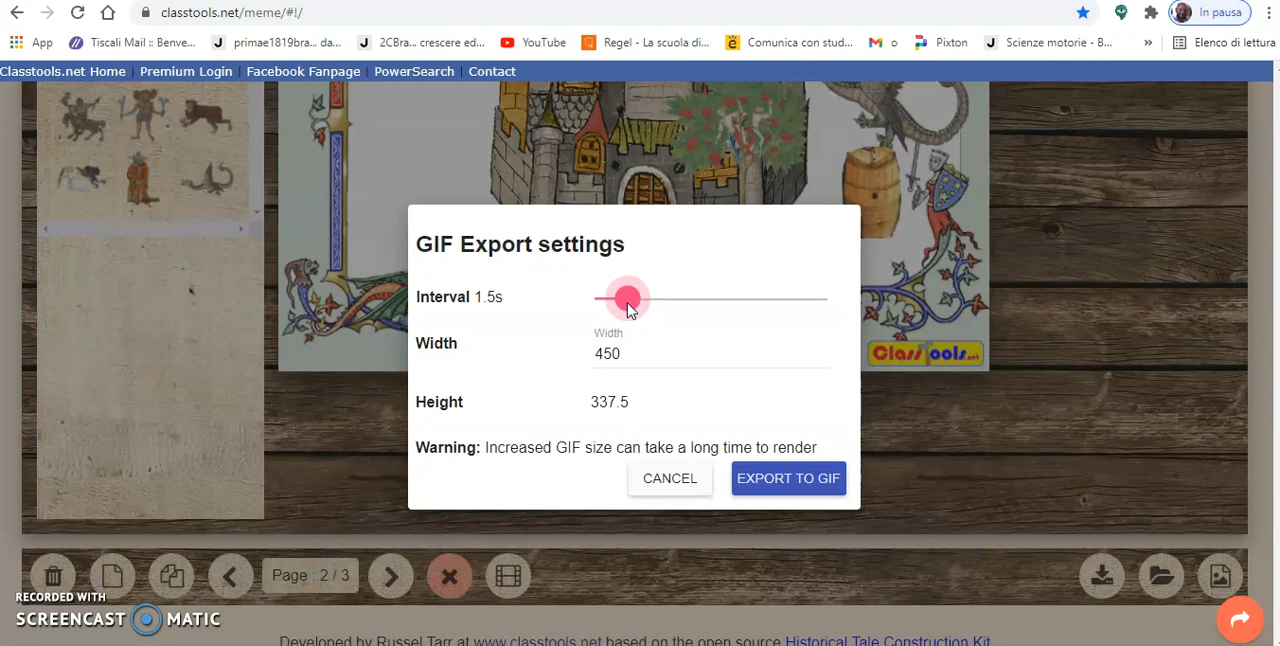 classtools.net/meme/#!/
In pausa
App
Tiscali Mail :: Benve...
primae1819bra... da...
2CBra... crescere ed...
YouTube
Regel - La scuola di...
Comunica con stud...
o
Pixton
Scienze motorie - B...
»
Elenco di lettura
Classtools.net Home | Premium Login | Facebook Fanpage | PowerSearch | Contact
GIF Export settings
Interval 1.5s
Width
Width
450
ClassTools.net
Height
337.5
Warning: Increased GIF size can take a long time to render
CANCEL
EXPORT TO GIF
Page : 2 / 3
RECORDED WITH
SCREENCAST MATIC
Developed by Russel Tarr at www.classtools.net based on the open source Historical Tale Construction Kit